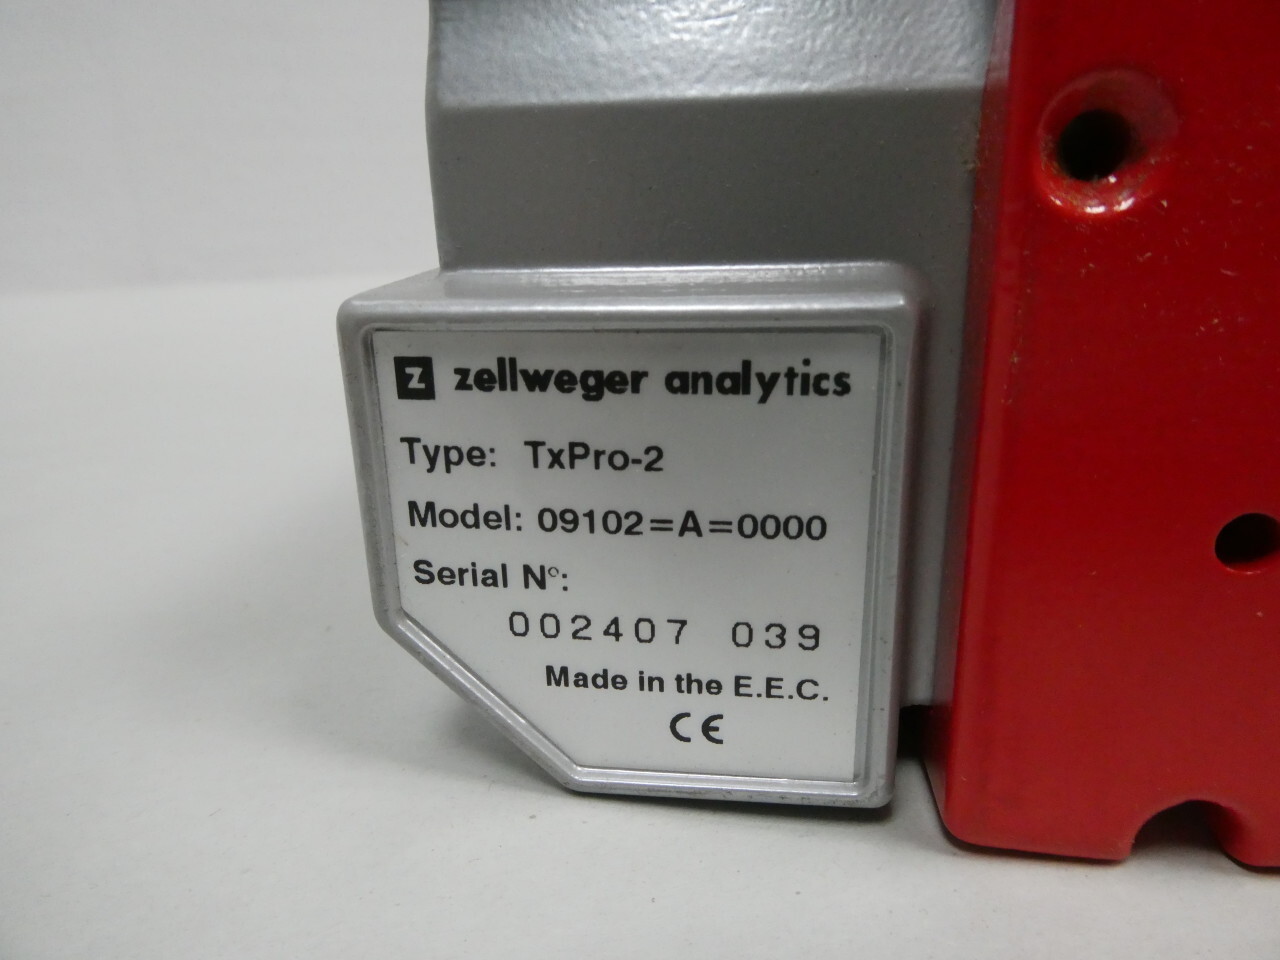 z zellweger analytics
Type: TxPro-2
Model: 09102=A=0000
Serial N°:
002407 039
Made in the E.E.C.
CE